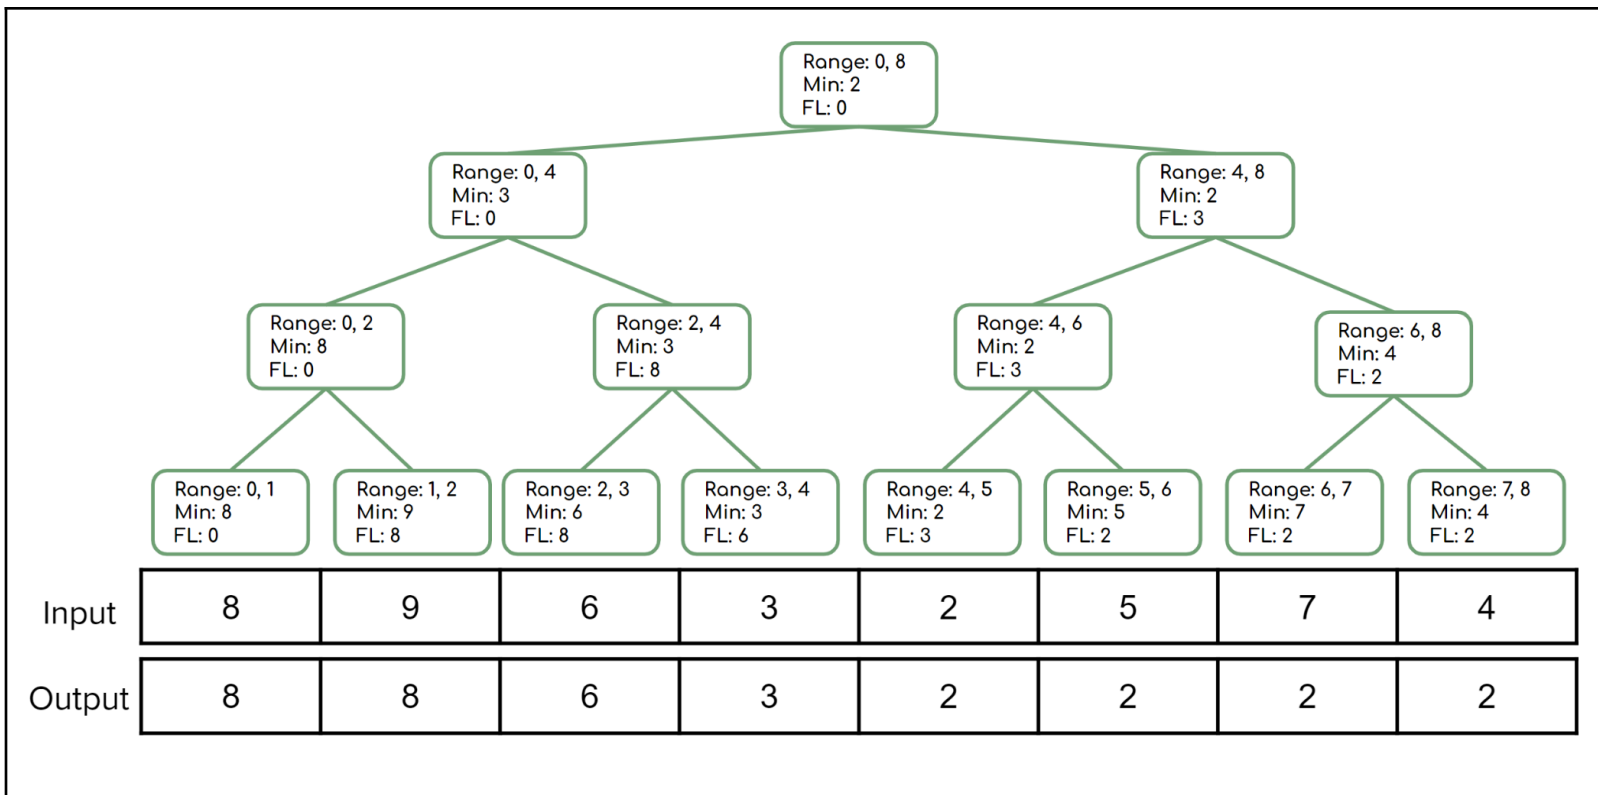 Range: 0, 8
Min: 2
FL: 0
Range: 0, 4
Min: 3
FL: 0
Range: 4, 8
Min: 2
FL: 3
Range: 0, 2
Min: 8
FL: 0
Range: 2, 4
Min: 3
FL: 8
Range: 4, 6
Min: 2
FL: 3
Range: 6, 8
Min: 4
FL: 2
Range: 0, 1
Min: 8
FL: 0
Range: 1, 2
Min: 9
FL: 8
Range: 2, 3
Min: 6
FL: 8
Range: 3, 4
Min: 3
FL: 6
Range: 4, 5
Min: 2
FL: 3
Range: 5, 6
Min: 5
FL: 2
Range: 6, 7
Min: 7
FL: 2
Range: 7, 8
Min: 4
FL: 2
Input 8 9 6 3 2 5 7 4
Output 8 8 6 3 2 2 2 2